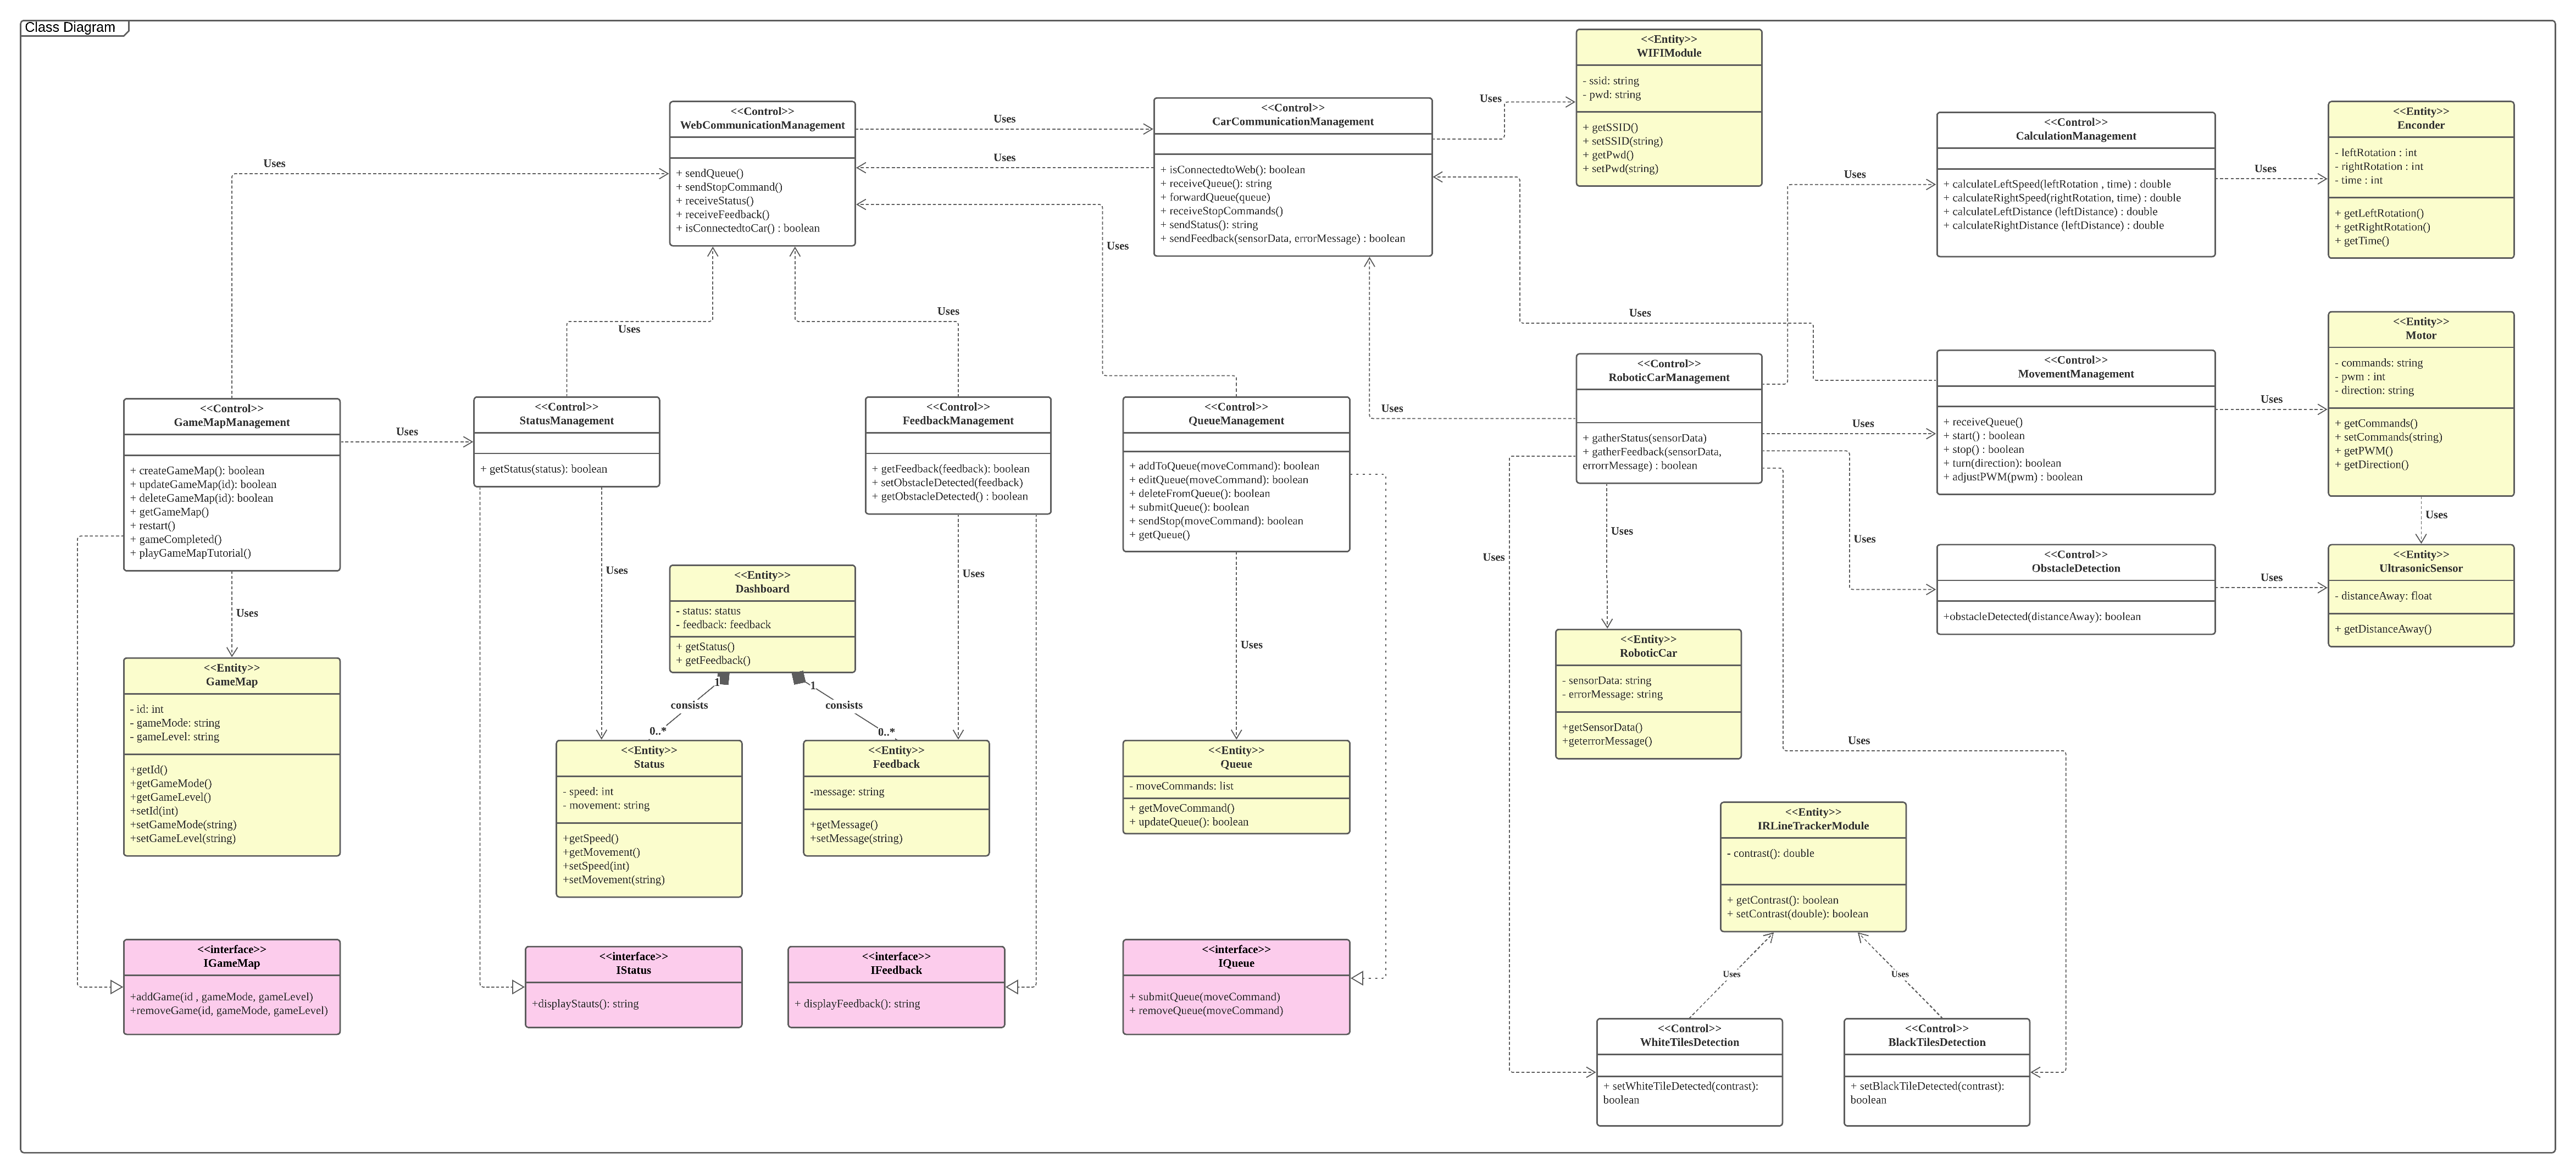 Class Diagram
<<Entity>>
WIFIModule
- ssid: string
- pwd: string
+ getSSID()
+ setSSID(string)
+ getPwd()
+ setPwd(string)
<<Control>>
WebCommunicationManagement
+ sendQueue()
+ sendStopCommand()
+ receiveStatus()
+ receiveFeedback()
+ isConnectedtoCar() : boolean
<<Control>>
CarCommunicationManagement
+ isConnectedtoWeb(): boolean
+ receiveQueue(): string
+ forwardQueue(queue)
+ receiveStopCommands()
+ sendStatus(): string
+ sendFeedback(sensorData, errorMessage) : boolean
<<Control>>
CalculationManagement
+ calculateLeftSpeed(leftRotation , time) : double
+ calculateRightSpeed(rightRotation, time) : double
+ calculateLeftDistance (leftDistance) : double
+ calculateRightDistance (leftDistance) : double
<<Entity>>
Enconder
- leftRotation : int
- rightRotation : int
- time : int
+ getLeftRotation()
+ getRightRotation()
+ getTime()
Uses
Uses
Uses
Uses
Uses
Uses
Uses
Uses
Uses
Uses
<<Control>>
GameMapManagement
+ createGameMap(): boolean
+ updateGameMap(id): boolean
+ deleteGameMap(id): boolean
+ getGameMap()
+ restart()
+ gameCompleted()
+ playGameMapTutorial()
Uses
<<Control>>
StatusManagement
+ getStatus(status): boolean
<<Control>>
FeedbackManagement
+ getFeedback(feedback): boolean
+ setObstacleDetected(feedback)
+ getObstacleDetected() : boolean
<<Control>>
QueueManagement
+ addToQueue(moveCommand): boolean
+ editQueue(moveCommand): boolean
+ deleteFromQueue(): boolean
+ submitQueue(): boolean
+ sendStop(moveCommand): boolean
+ getQueue()
Uses
<<Control>>
RoboticCarManagement
+ gatherStatus(sensorData)
+ gatherFeedback(sensorData,
errorrMessage) : boolean
Uses
<<Control>>
MovementManagement
+ receiveQueue()
+ start() : boolean
+ stop() : boolean
+ turn(direction): boolean
+ adjustPWM(pwm) : boolean
Uses
<<Entity>>
Motor
- commands: string
- pwm : int
- direction: string
+ getCommands()
+ setCommands(string)
+ getPWM()
+ getDirection()
Uses
Uses
Uses
Uses
<<Control>>
ObstacleDetection
+obstacleDetected(distanceAway): boolean
Uses
<<Entity>>
UltrasonicSensor
- distanceAway: float
+ getDistanceAway()
Uses
Uses
Uses
Uses
<<Entity>>
Dashboard
- status: status
- feedback: feedback
+ getStatus()
+ getFeedback()
1
1
consists
consists
0..*
0..*
<<Entity>>
GameMap
- id: int
- gameMode: string
- gameLevel: string
+getId()
+getGameMode()
+getGameLevel()
+setId(int)
+setGameMode(string)
+setGameLevel(string)
<<Entity>>
Status
- speed: int
- movement: string
+getSpeed()
+getMovement()
+setSpeed(int)
+setMovement(string)
<<Entity>>
Feedback
-message: string
+getMessage()
+setMessage(string)
<<Entity>>
Queue
- moveCommands: list
+ getMoveCommand()
+ updateQueue(): boolean
<<Entity>>
RoboticCar
- sensorData: string
- errorMessage: string
+getSensorData()
+geterrorMessage()
Uses
<<Entity>>
IRLineTrackerModule
- contrast(): double
+ getContrast(): boolean
+ setContrast(double): boolean
Uses
Uses
<<interface>>
IGameMap
+addGame(id , gameMode, gameLevel)
+removeGame(id, gameMode, gameLevel)
<<interface>>
IStatus
+displayStauts(): string
<<interface>>
IFeedback
+ displayFeedback(): string
<<interface>>
IQueue
+ submitQueue(moveCommand)
+ removeQueue(moveCommand)
<<Control>>
WhiteTilesDetection
+ setWhiteTileDetected(contrast):
boolean
<<Control>>
BlackTilesDetection
+ setBlackTileDetected(contrast):
boolean